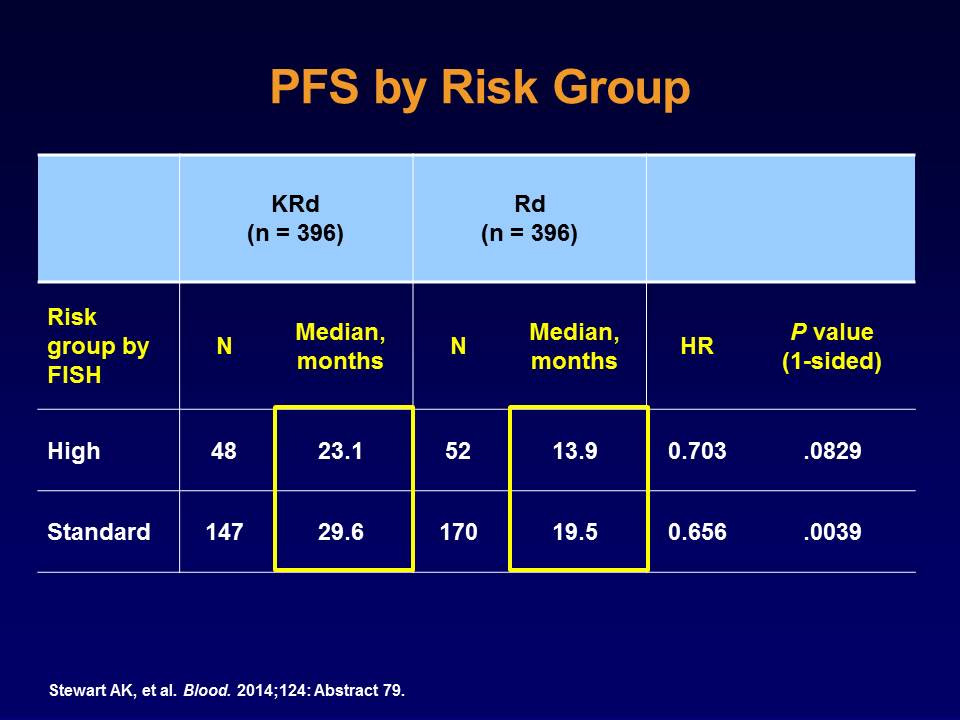 PFS by Risk Group
KRd
(n = 396)
Rd
(n = 396)
Risk
group by
FISH
N
Median,
months
N
Median,
months
HR
P value
(1-sided)
High 48 23.1 52 13.9 0.703 .0829
Standard 147 29.6 170 19.5 0.656 .0039
Stewart AK, et al. Blood. 2014;124: Abstract 79.